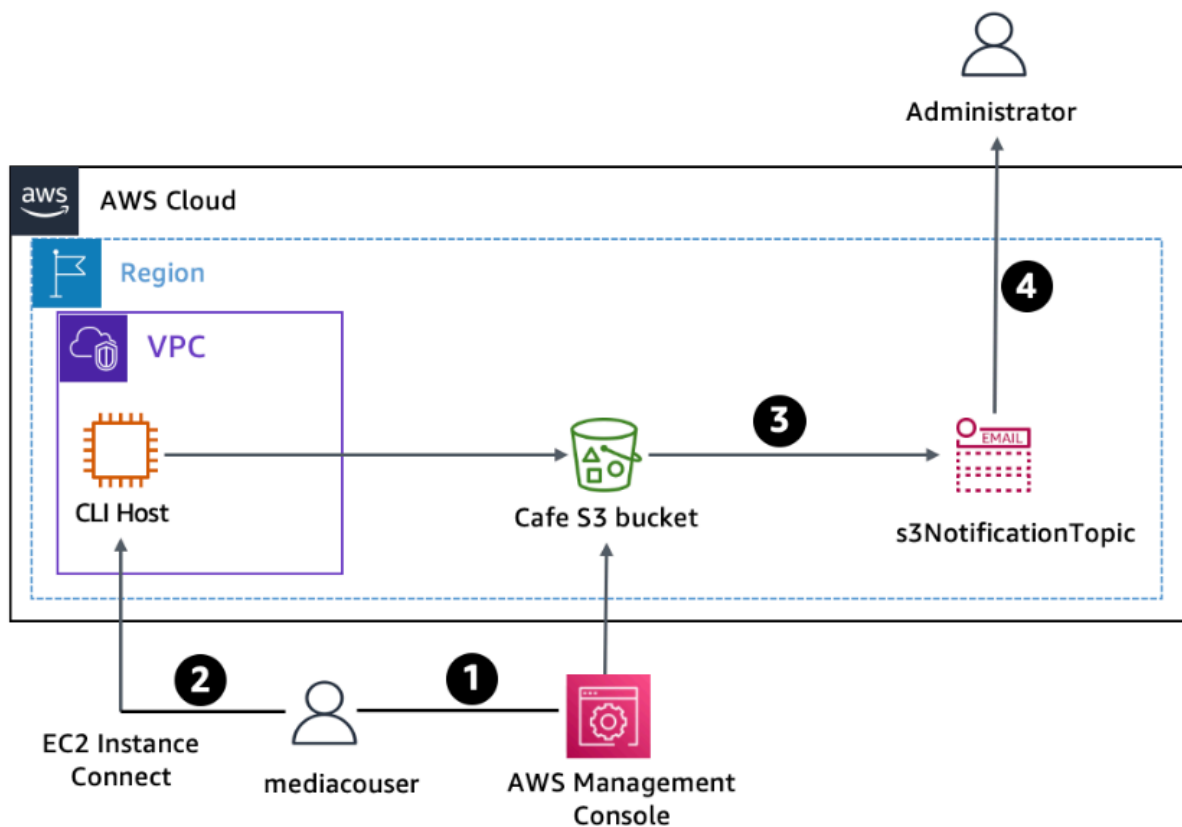 Administrator
aws
AWS Cloud
Region
4
VPC
3
EMAIL
CLI Host
Cafe S3 bucket
s3NotificationTopic
2
1
EC2 Instance
Connect
mediacouser
AWS Management
Console